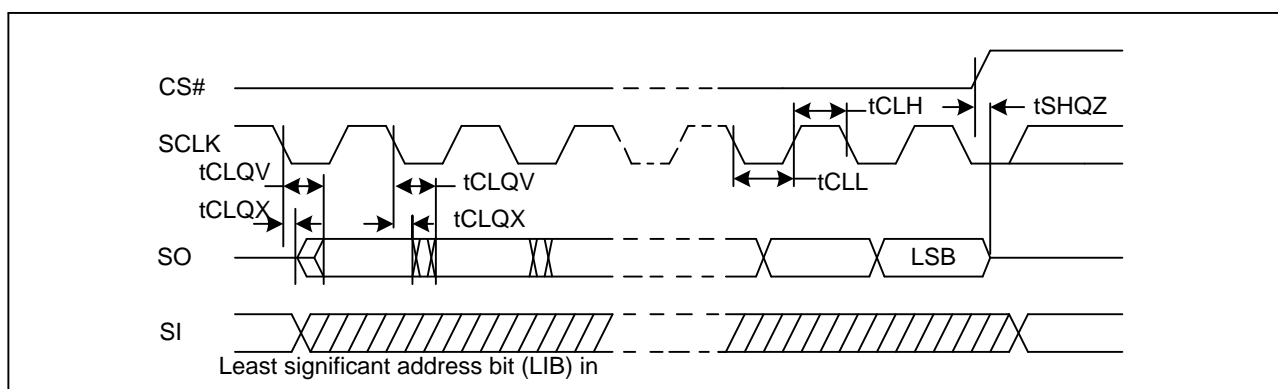 CS#
tCLH
tSHQZ
SCLK
tCLQV
tCLQV
tCLL
tCLQX
tCLQX
SO
LSB
SI
Least significant address bit (LIB) in